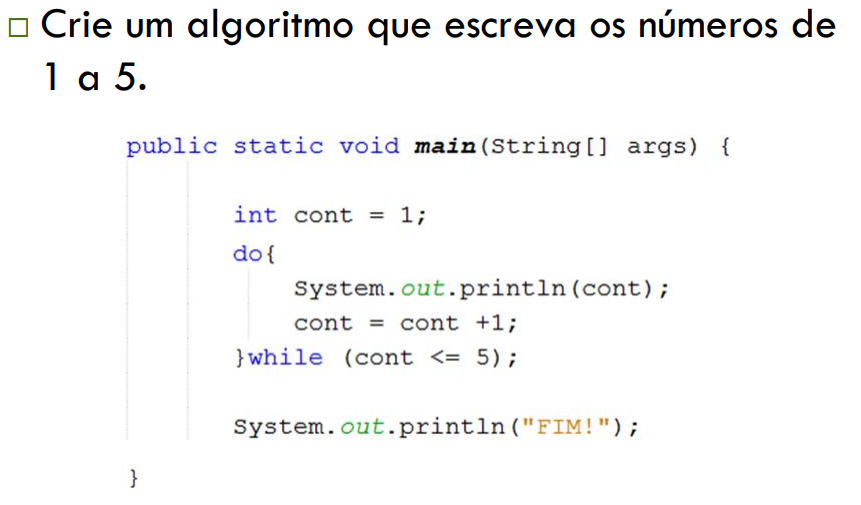 Crie um algoritmo que escreva os números de
1 a 5.
public static void main(String[] args) {
int cont = 1;
do{
System.out.println(cont);
cont = cont +1;
}while (cont <= 5);
System.out.println("FIM!");
}